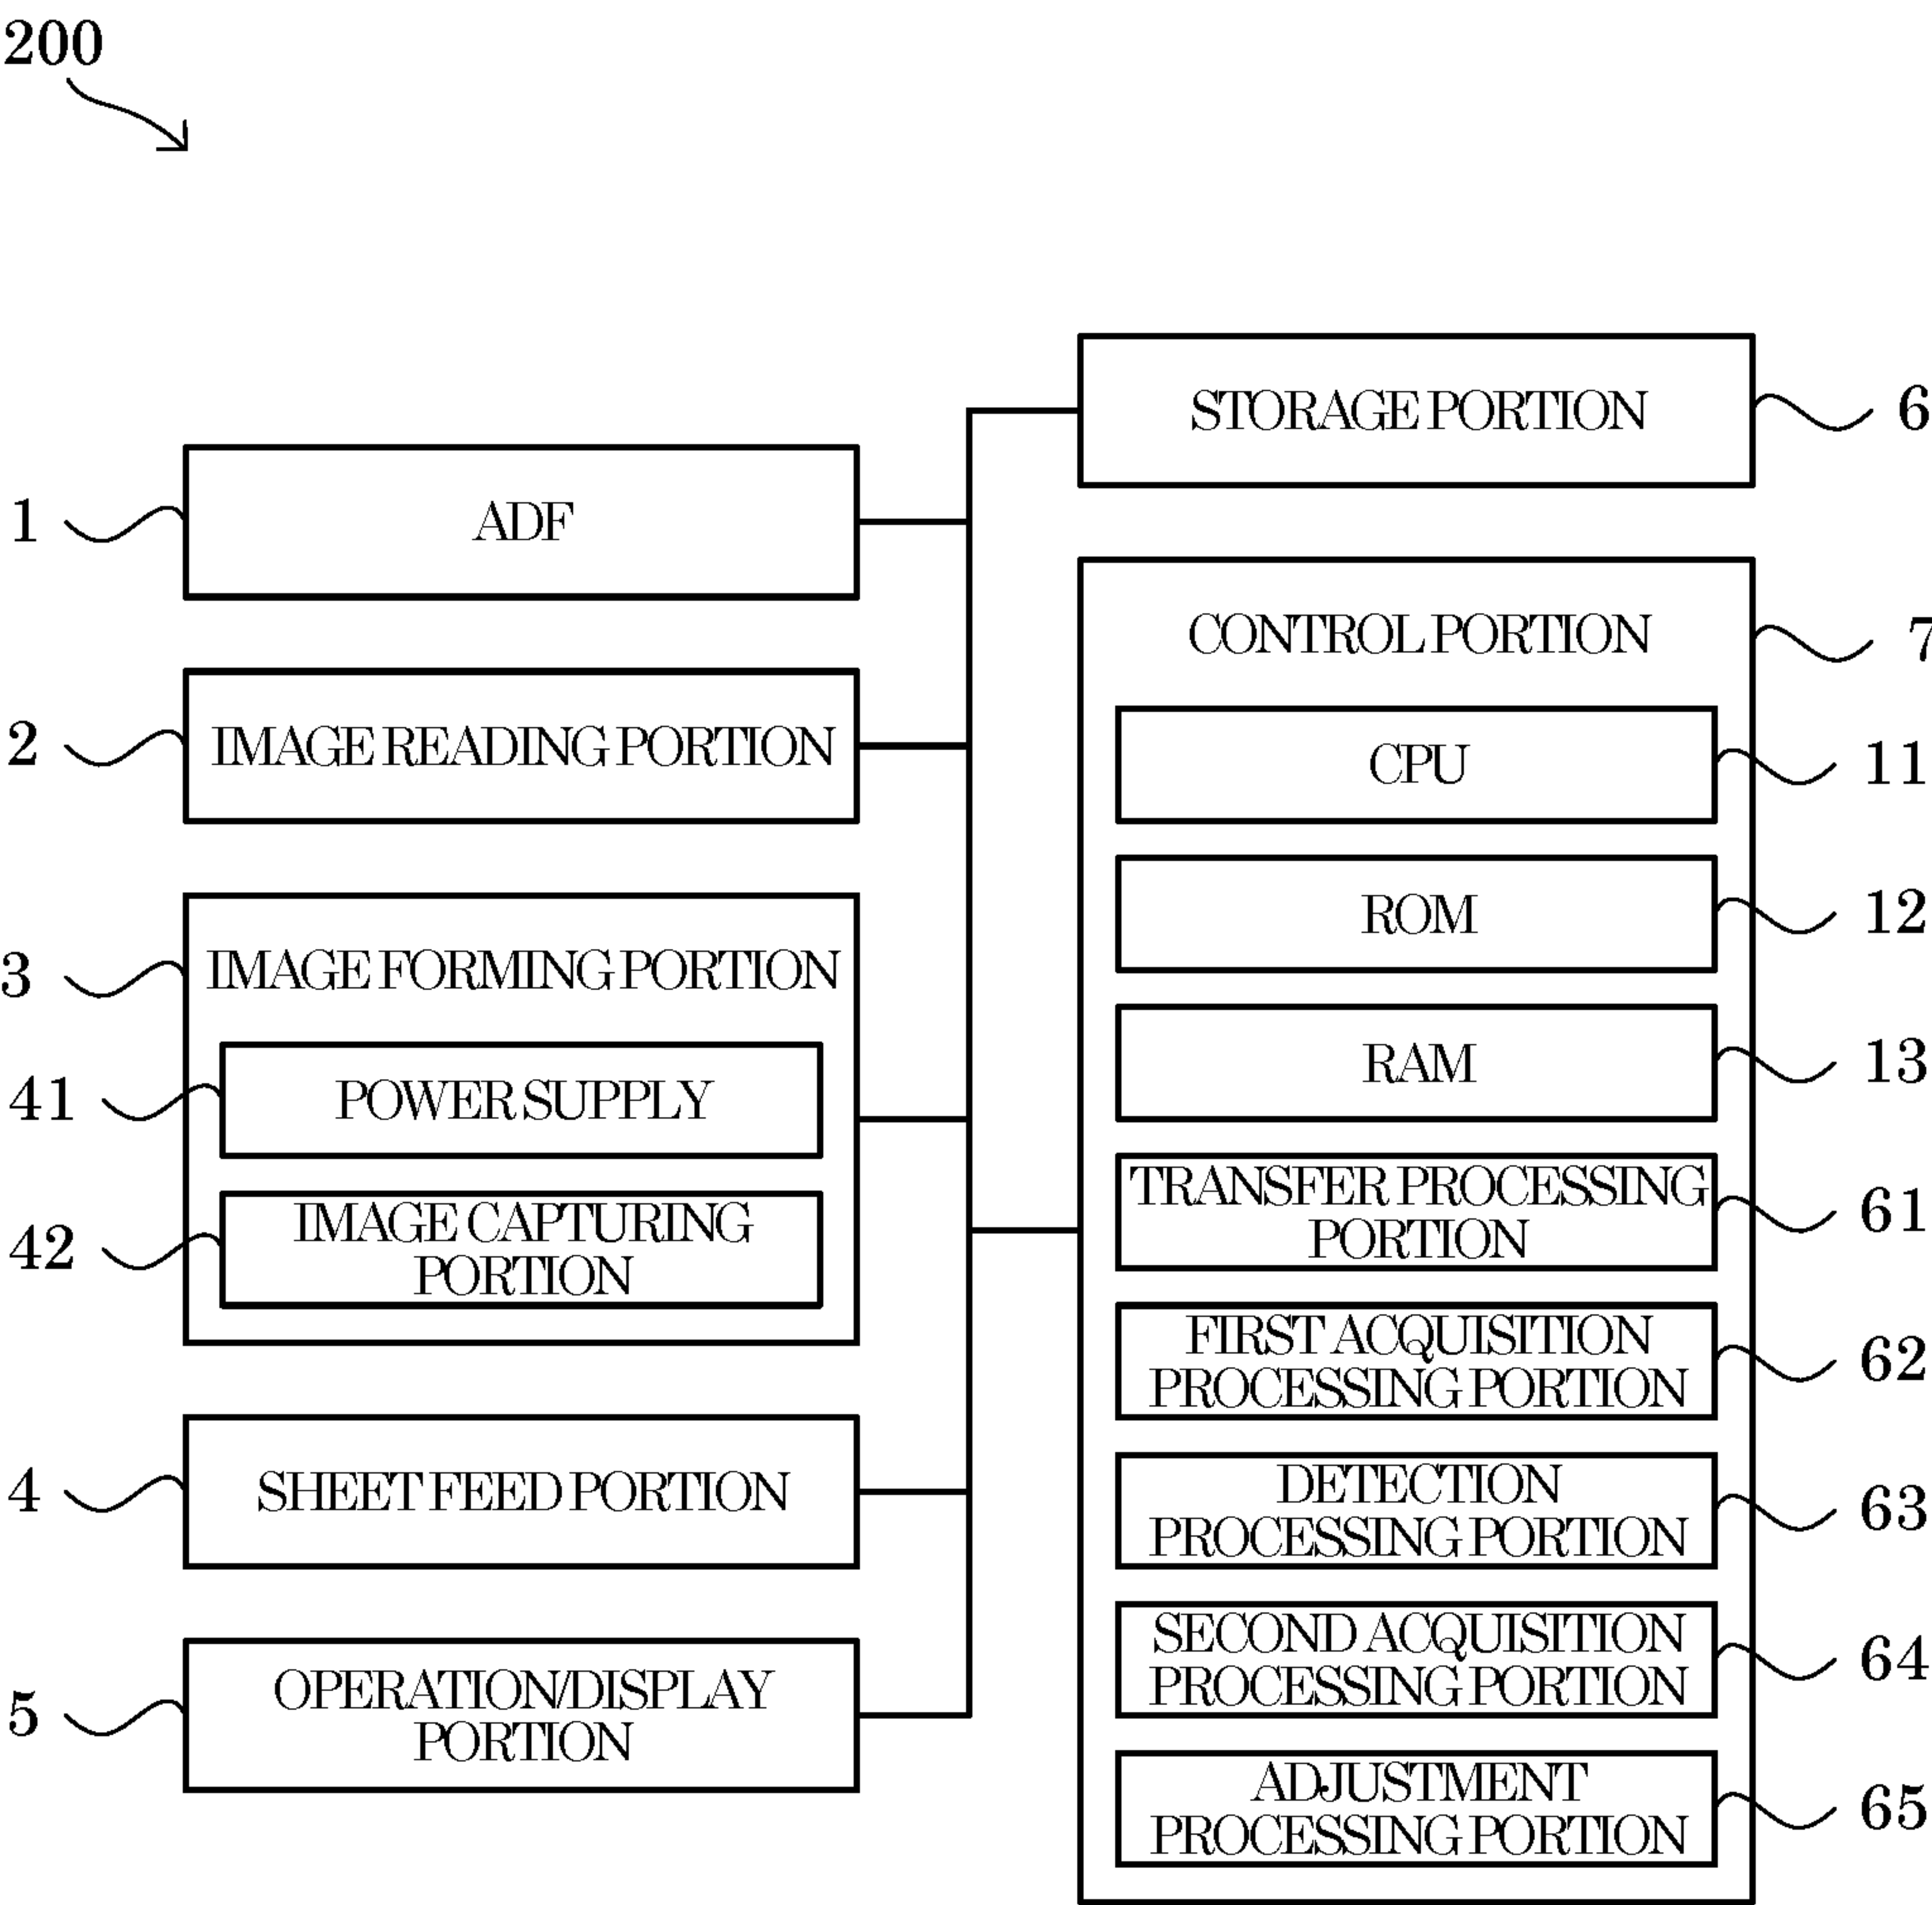 200
1
ADF
2
IMAGE READING PORTION
3
IMAGE FORMING PORTION
41
POWER SUPPLY
42
IMAGE CAPTURING
PORTION
4
SHEET FEED PORTION
5
OPERATION/DISPLAY
PORTION
STORAGE PORTION
6
CONTROL PORTION
7
CPU
11
ROM
12
RAM
13
TRANSFER PROCESSING
PORTION
61
FIRST ACQUISITION
PROCESSING PORTION
62
DETECTION
PROCESSING PORTION
63
SECOND ACQUISITION
PROCESSING PORTION
64
ADJUSTMENT
PROCESSING PORTION
65